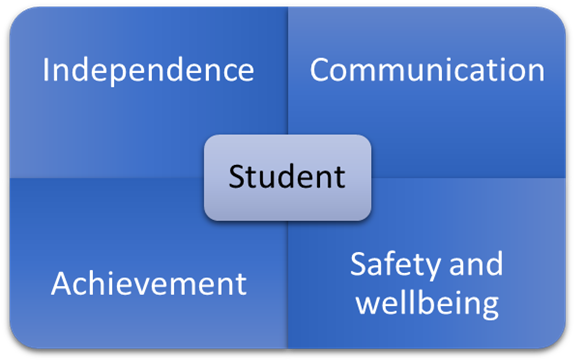 Independence
Communication
Student
Achievement
Safety and
wellbeing